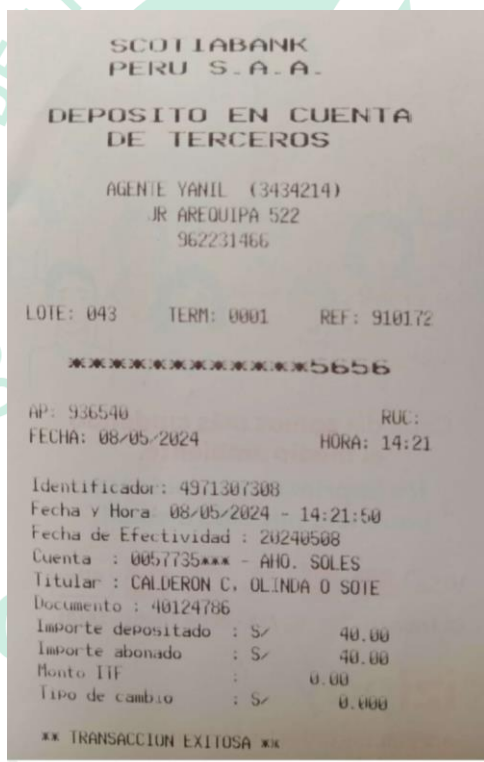 SCOTIABANK
PERU S.A.A.
DEPOSITO EN CUENTA
DE TERCEROS
AGENTE YANIL (3434214)
JR AREQUIPA 522
962231466
LOTE: 043 TERM: 0001 REF: 910172
************5656
AP: 936540 RUC:
FECHA: 08/05/2024 HORA: 14:21
Identificador: 4971307308
Fecha y Hora 08/05/2024 - 14:21:50
Fecha de Efectividad : 20240508
Cuenta : 0057735*** - AHO. SOLES
Titular : CALDERON C, OLINDA O SOTE
Documento : 40124786
Importe depositado : S/ 40.00
Importe abonado : S/ 40.00
Monto ITF : 0.00
Tipo de cambio : S/ 0.000
** TRANSACCION EXITOSA **